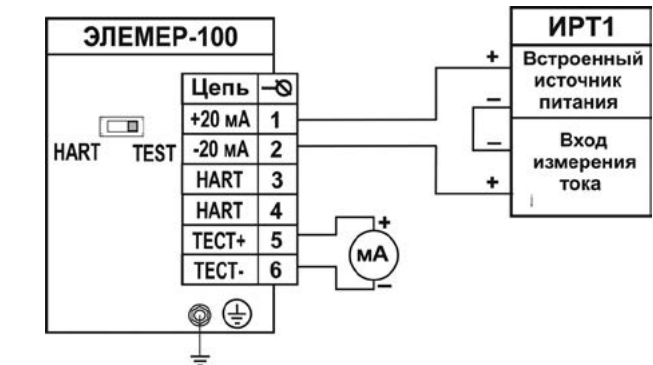 ЭЛЕМЕР-100
HART TEST
Цепь
+20 мА 1
-20 мА 2
HART 3
HART 4
ТЕСТ+ 5
ТЕСТ- 6
+
мА
–
ИРТ1
+
Встроенный
источник
питания
–
–
Вход
измерения
тока
+